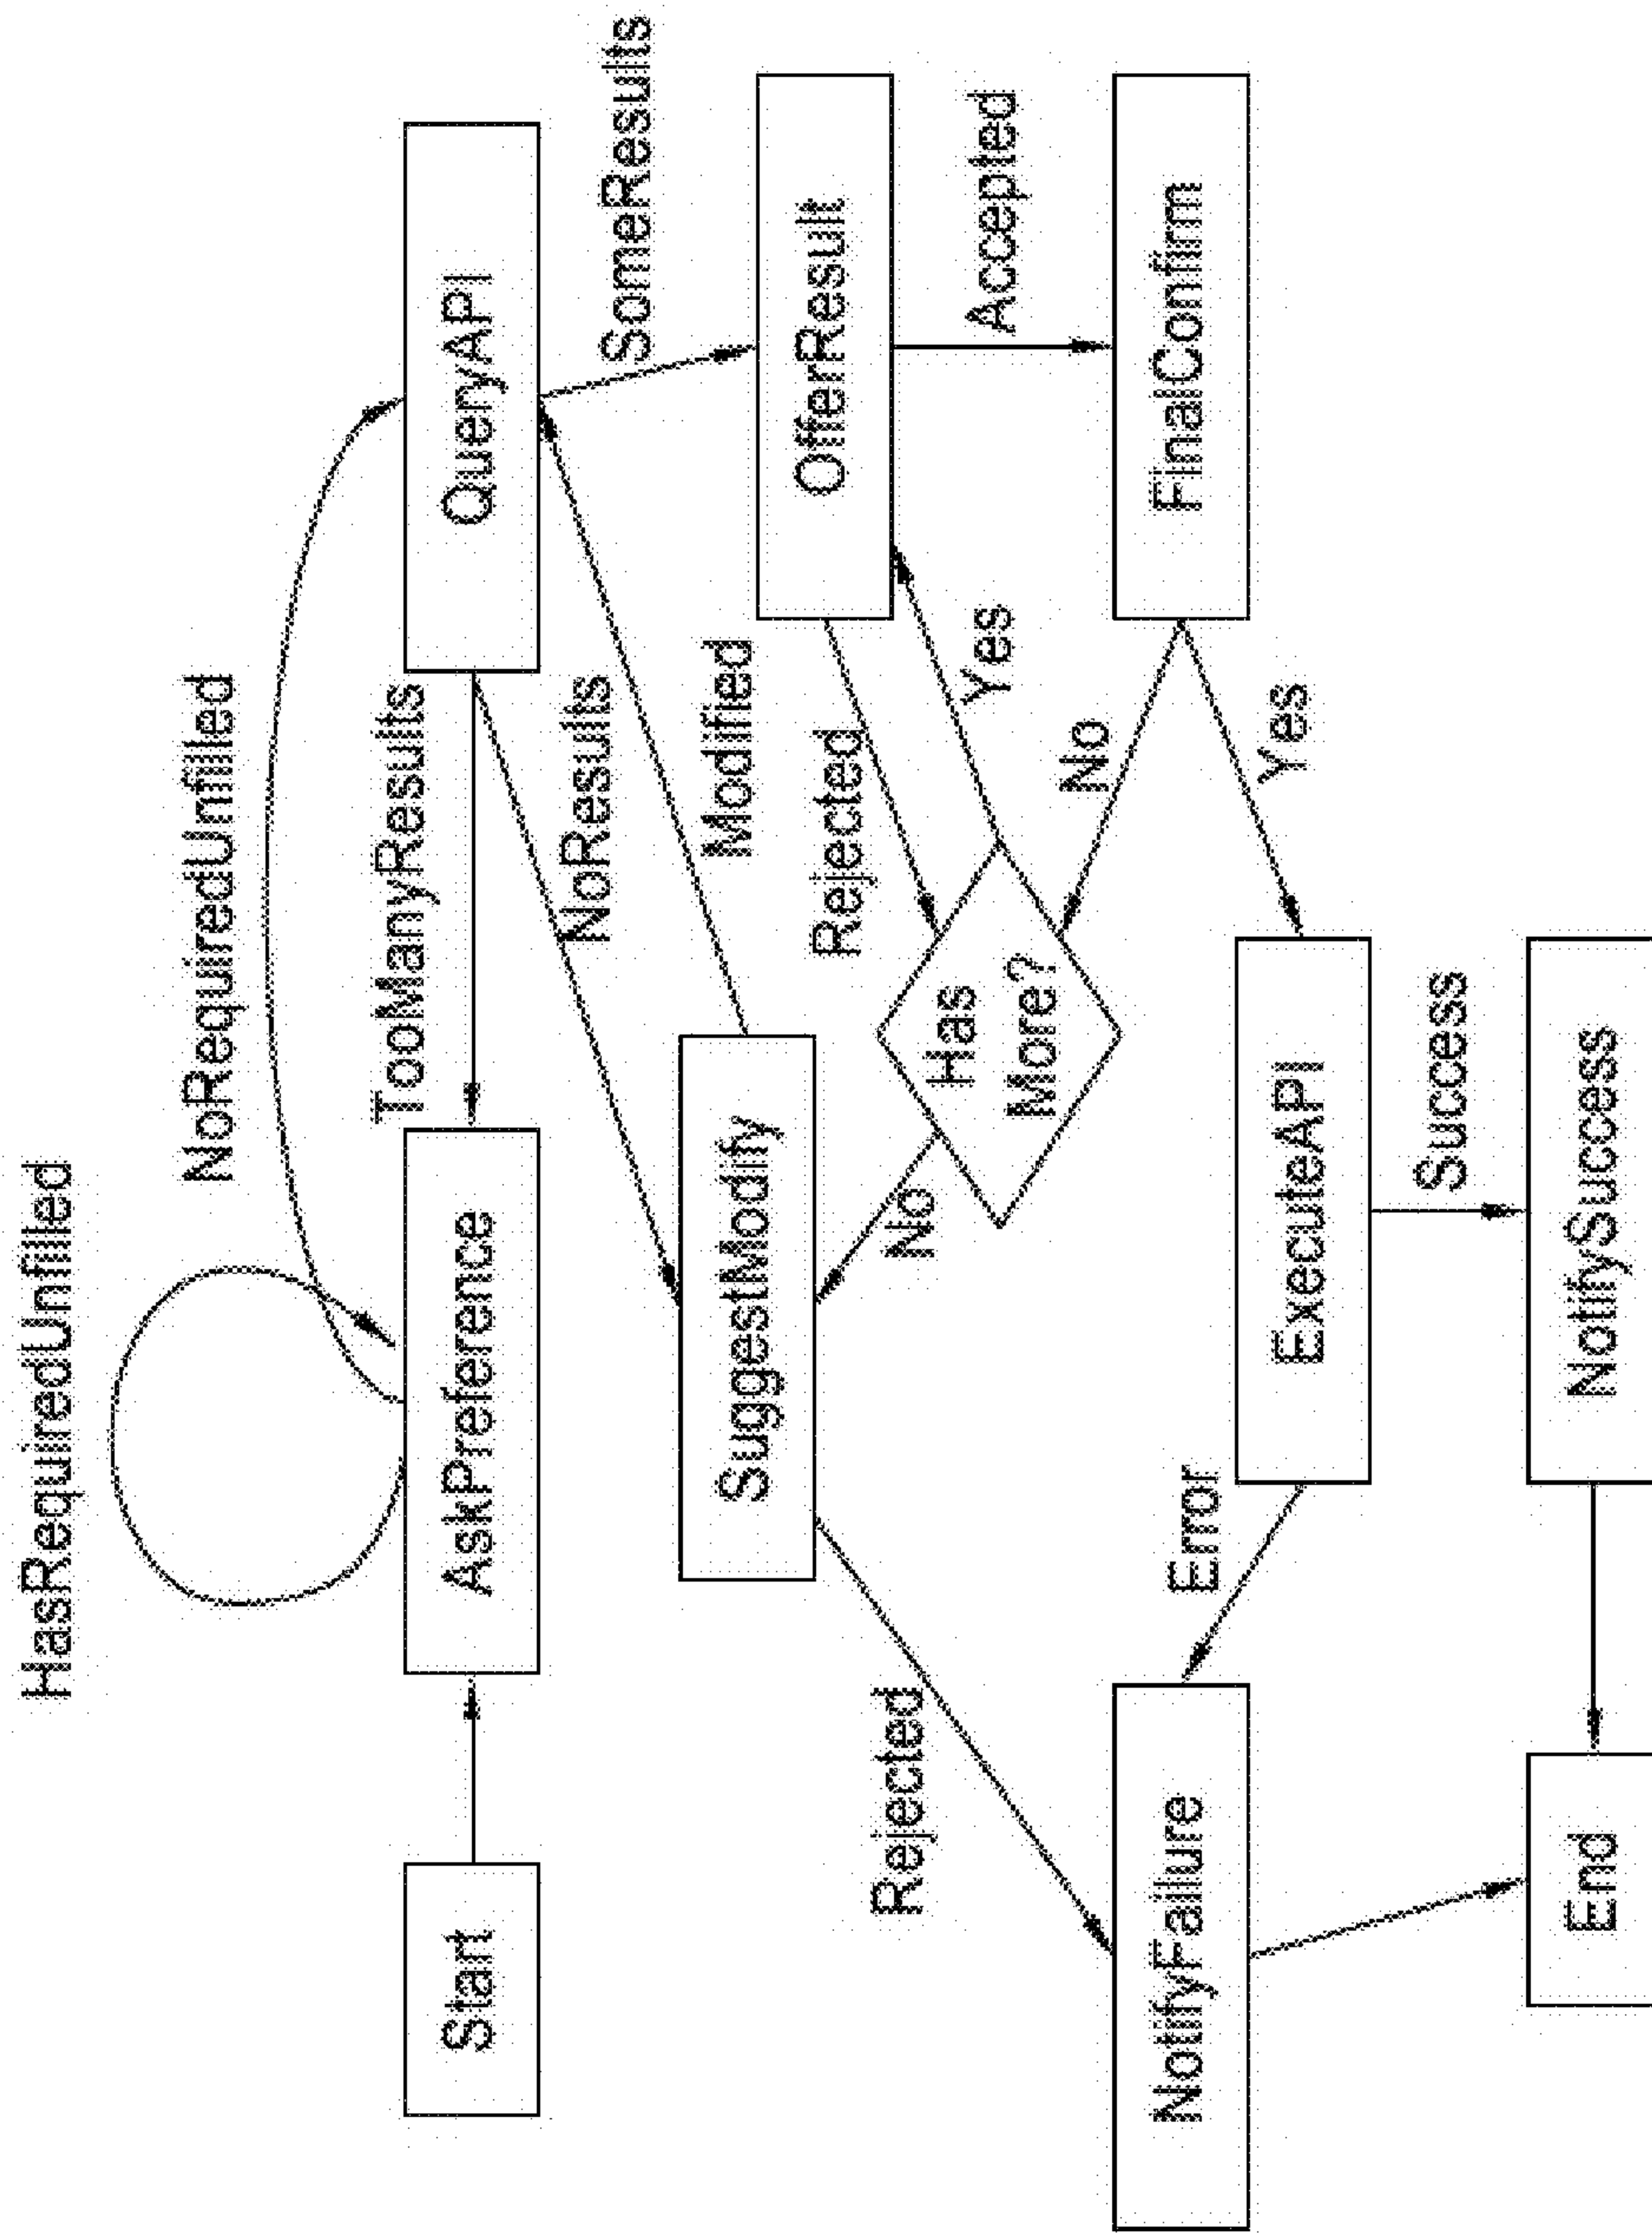 HasRequiredUnfilled
NoRequiredUnfilled
Start
AskPreference
TooManyResults
QueryAPI
NoResults
SomeResults
Modified
SuggestModify
Rejected
OfferResult
Rejected
No
Has
More?
Yes
Accepted
NotifyFailure
Error
No
FinalConfirm
ExecuteAPI
Yes
Success
End
NotifySuccess